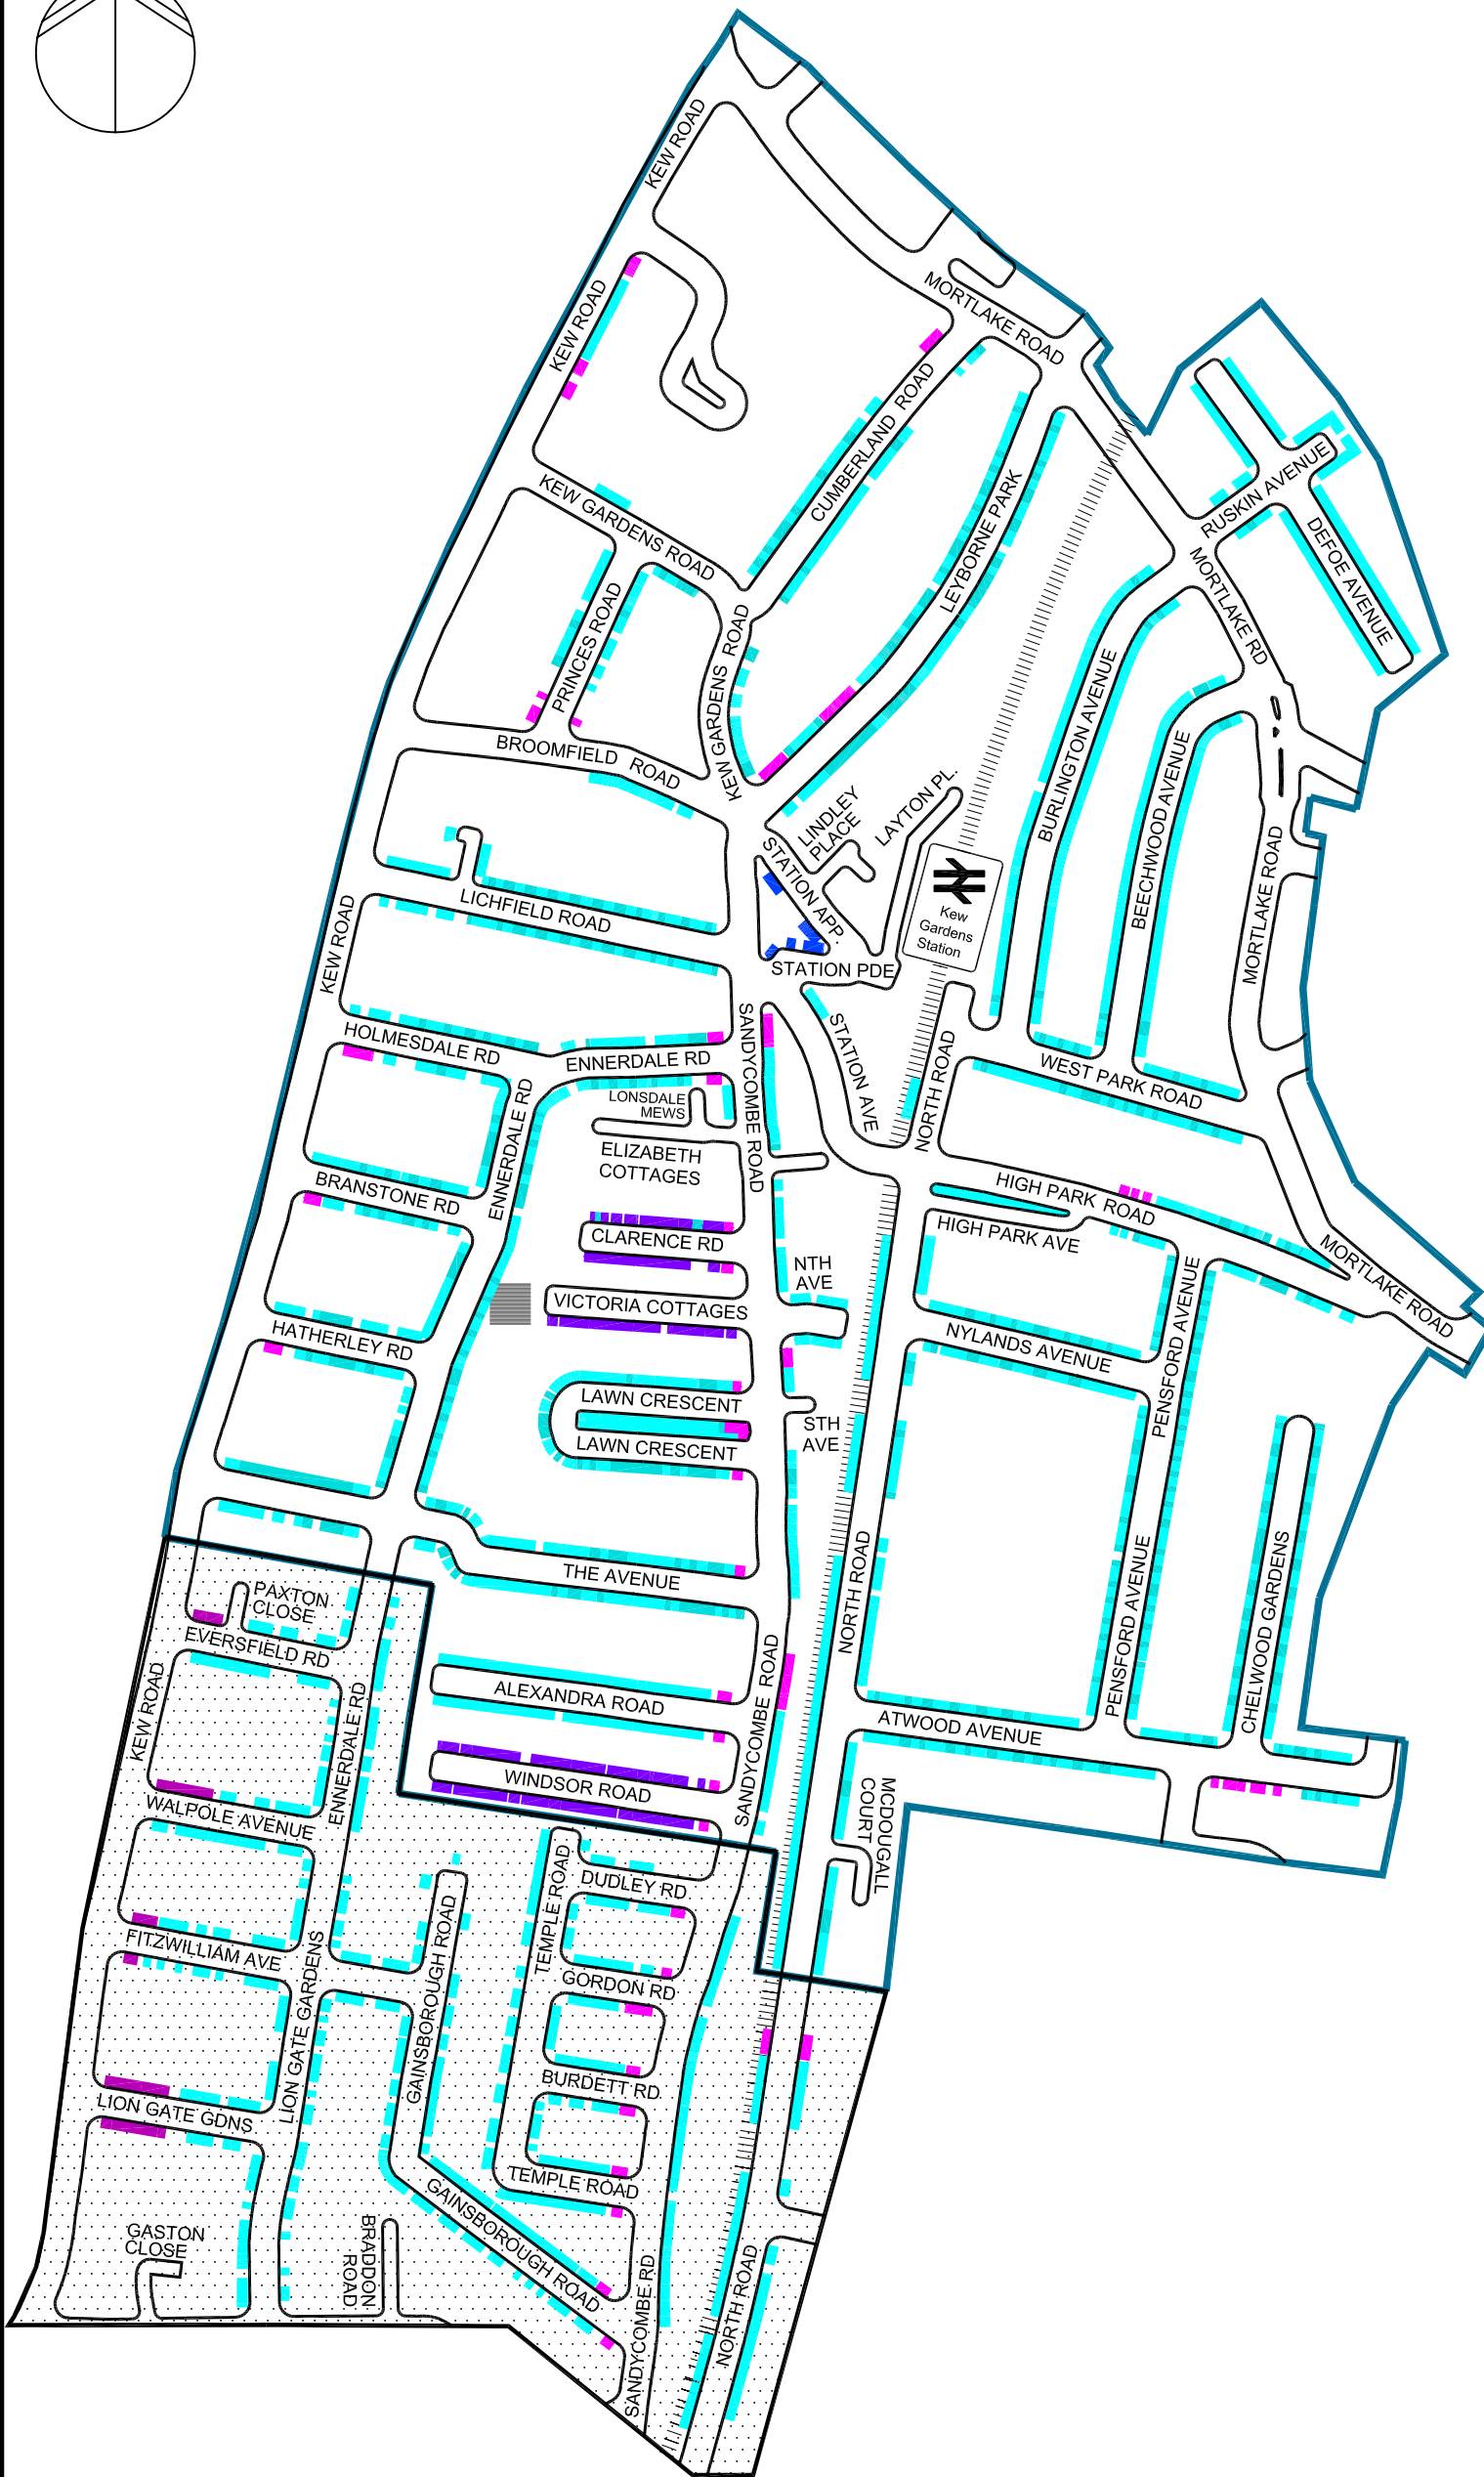 KEW ROAD
MORTLAKE ROAD
KEW ROAD
CUMBERLAND ROAD
RUSKIN AVENUE
KEW GARDENS ROAD
LEYBORNE PARK
DEFOE AVENUE
MORTLAKE RD
PRINCES ROAD
KEW GARDENS ROAD
BURLINGTON AVENUE
BEECHWOOD AVENUE
BROOMFIELD ROAD
LINDLEY
PLACE
LAYTON PL.
STATION APP.
MORTLAKE ROAD
LICHFIELD ROAD
Kew
Gardens
Station
KEW ROAD
STATION PDE
HOLMESDALE RD
ENNERDALE RD
SANDYCOMBE ROAD
STATION AVE
NORTH ROAD
WEST PARK ROAD
ENNERDALE RD
LONSDALE
MEWS
ELIZABETH
COTTAGES
BRANSTONE RD
HIGH PARK ROAD
HIGH PARK AVE
CLARENCE RD
NTH
AVE
MORTLAKE ROAD
VICTORIA COTTAGES
HATHERLEY RD
NYLANDS AVENUE
PENSFORD AVENUE
LAWN CRESCENT
STH
AVE
LAWN CRESCENT
THE AVENUE
NORTH ROAD
PENSFORD AVENUE
CHELWOOD GARDENS
PAXTON
CLOSE
EVERSFIELD RD
KEW ROAD
ENNERDALE RD
ALEXANDRA ROAD
SANDYCOMBE ROAD
ATWOOD AVENUE
WINDSOR ROAD
MCDOUGALL
COURT
WALPOLE AVENUE
TEMPLE ROAD
DUDLEY RD
FITZWILLIAM AVE
LION GATE GARDENS
GAINSBOROUGH ROAD
GORDON RD
BURDETT RD
LION GATE GDNS
TEMPLE ROAD
GAINSBOROUGH ROAD
GASTON
CLOSE
BRADDON
ROAD
SANDYCOMBE RD
NORTH ROAD